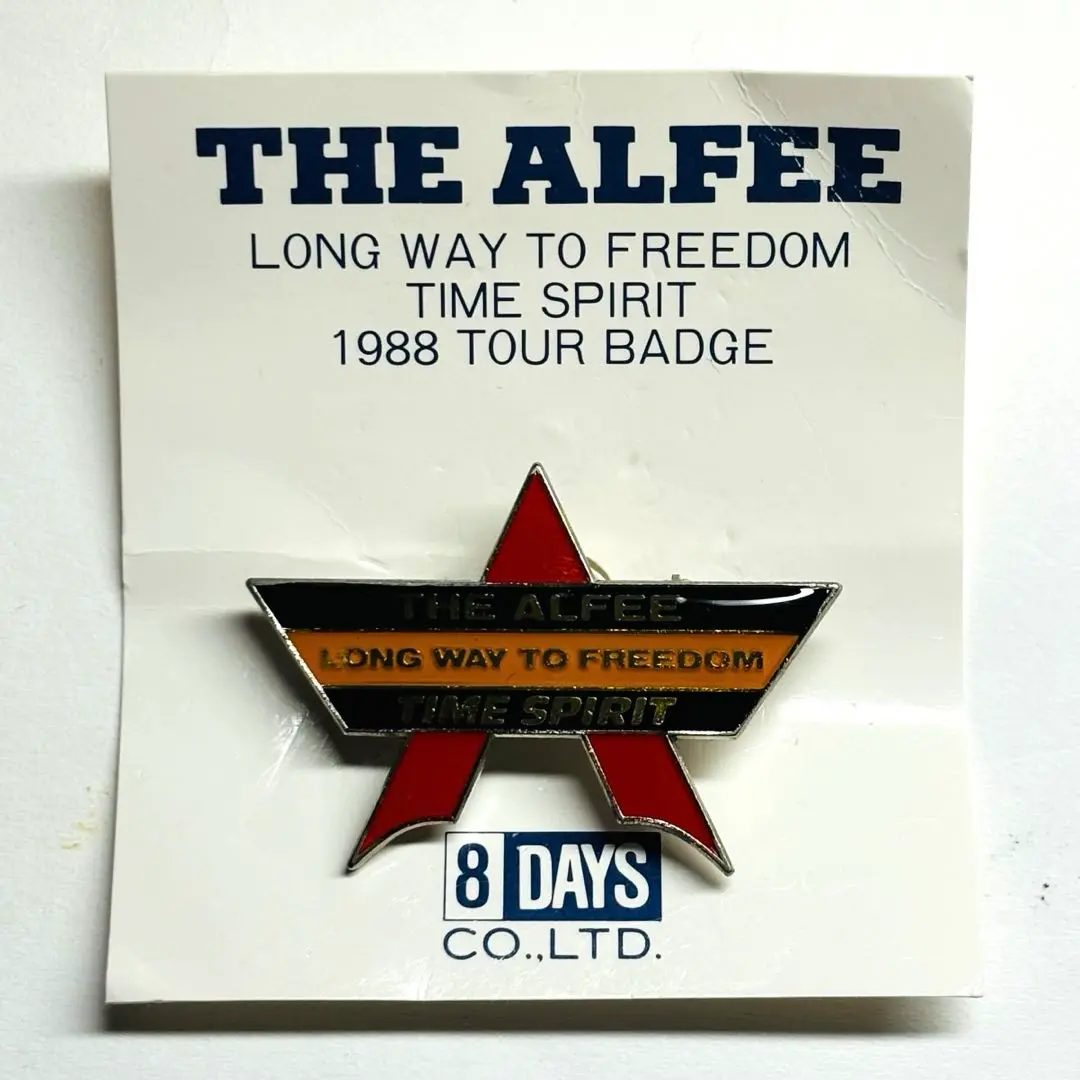 THE ALFEE
LONG WAY TO FREEDOM
TIME SPIRIT
1988 TOUR BADGE
THE ALFEE
LONG WAY TO FREEDOM
TIME SPIRIT
8 DAYS
CO.,LTD.